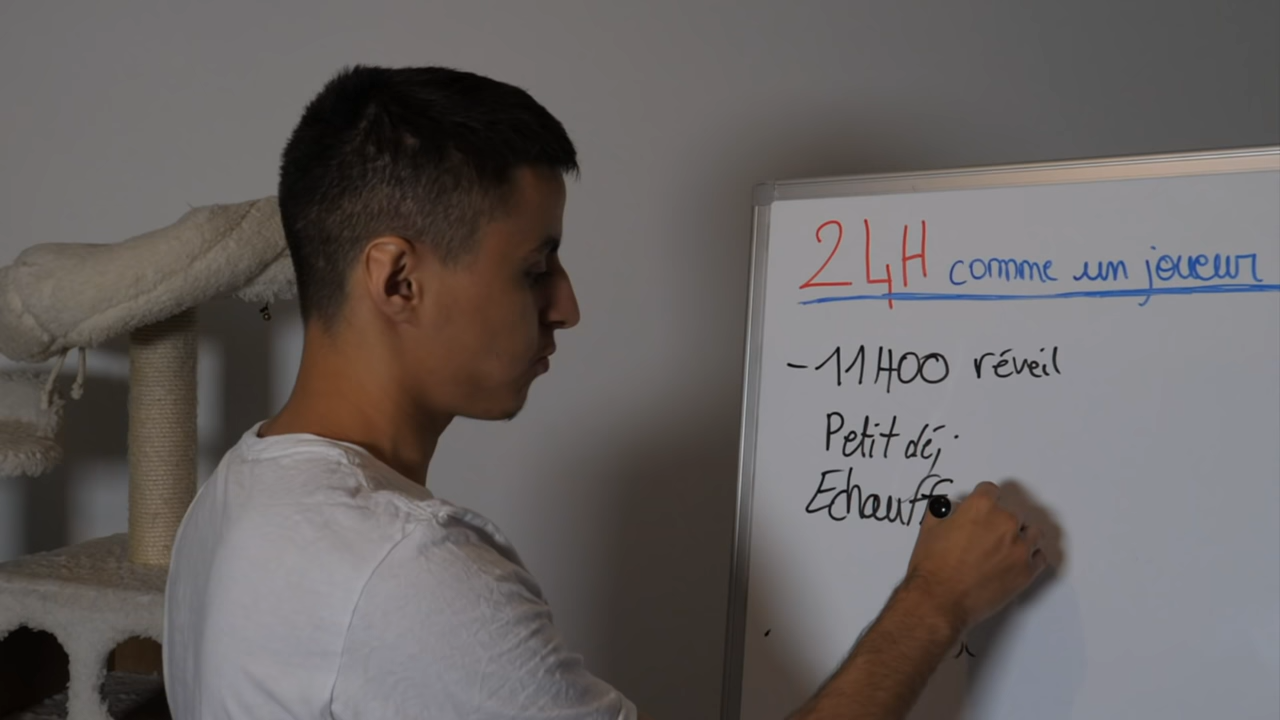 24H comme un joueur
- 11H00 réveil
Petit déj.
Echauff